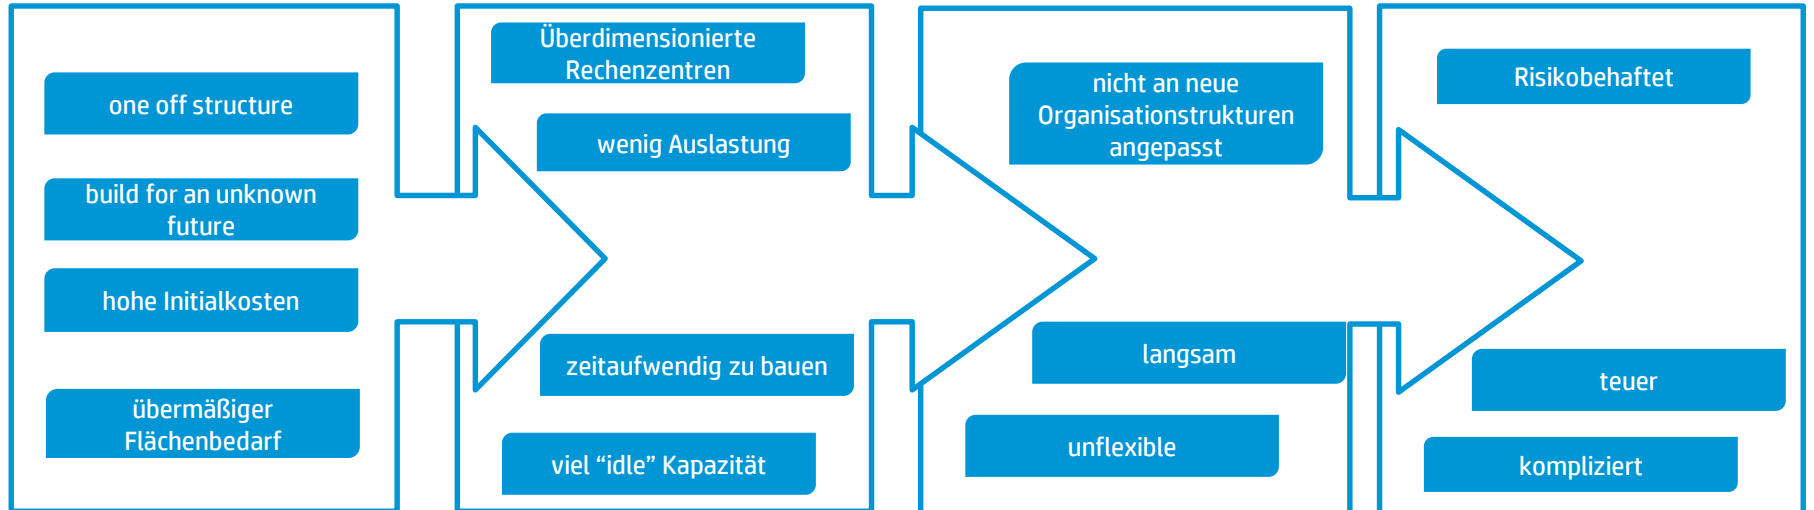 one off structure
build for an unknown
future
hohe Initialkosten
übermäßiger
Flächenbedarf
Überdimensionierte
Rechenzentren
wenig Auslastung
zeitaufwendig zu bauen
viel “idle” Kapazität
nicht an neue
Organisationstrukturen
angepasst
langsam
unflexible
Risikobehaftet
teuer
kompliziert